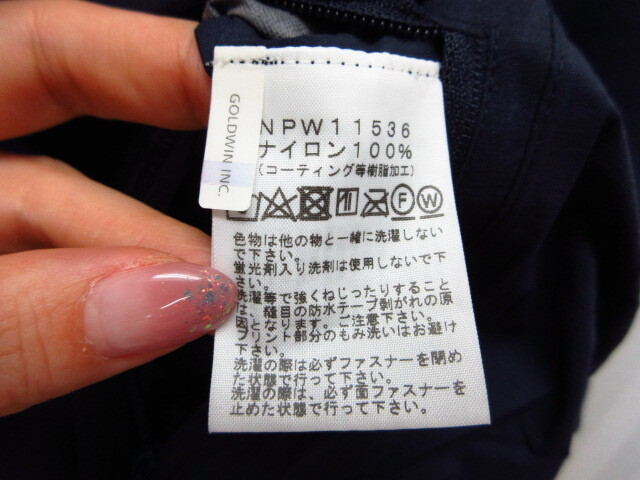 GOLDWIN INC.
NPW11536
ナイロン100%
(コーティング等樹脂加工)
F W
色物は他の物と一緒に洗濯しない
で下さい。
蛍光剤入り洗剤は使用しないで下
さい。
洗濯等で強くねじったりすること
は、縫目の防水テープ剥がれの原
因となります。ご注意下さい。
プリント部分のもみ洗いはお避け
下さい。
洗濯の際は必ずファスナーを閉め
た状態で行って下さい。
洗濯の際は、必ず面ファスナーを
止めた状態で行って下さい。